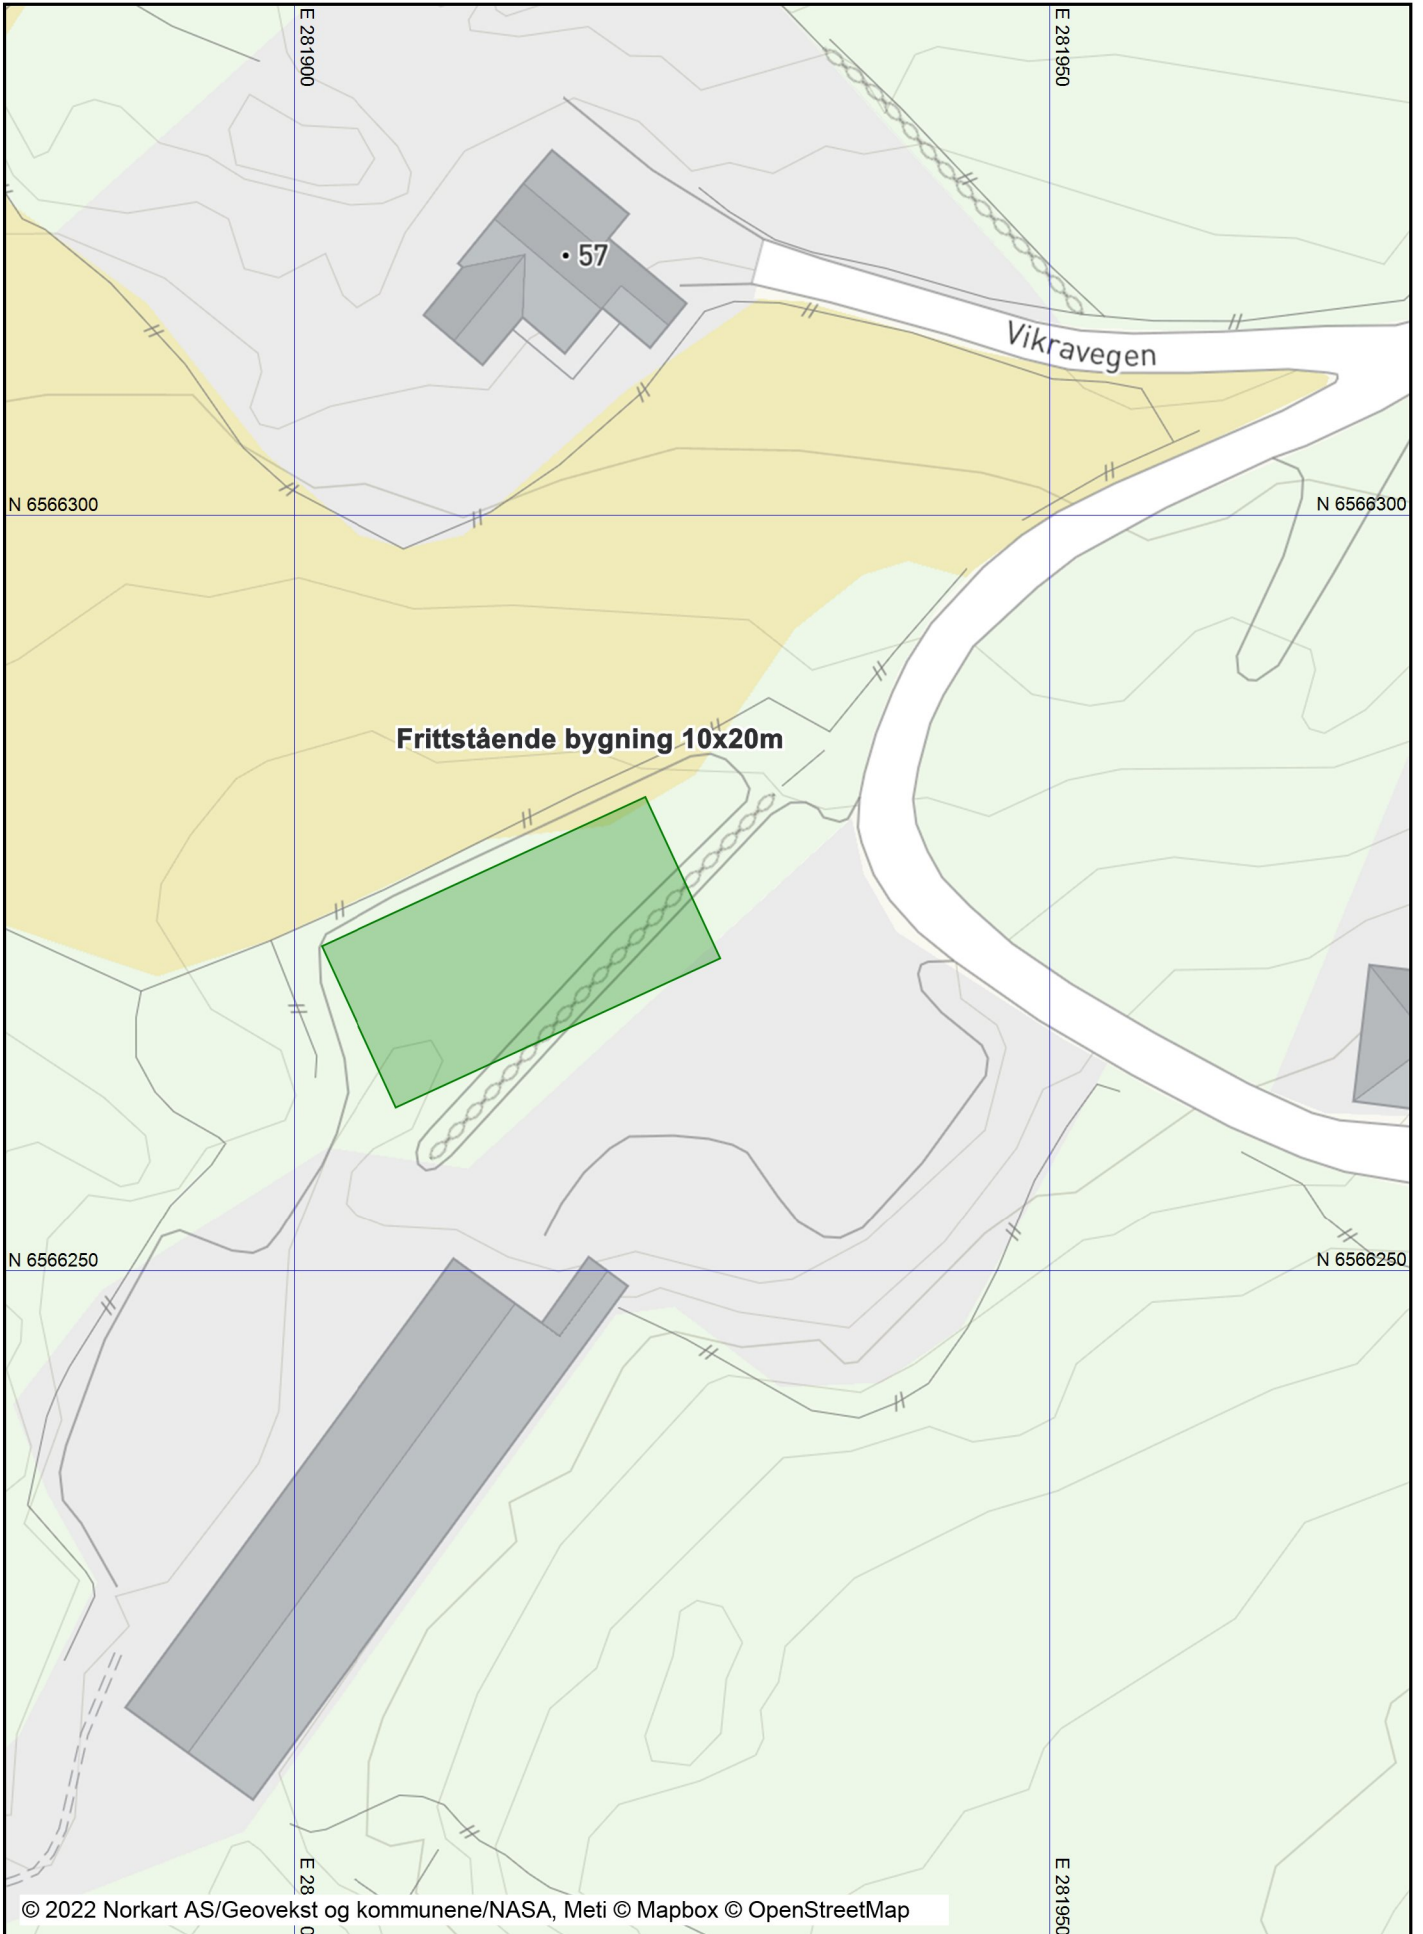 E 281900
E 281950
• 57
Vikravegen
N 6566300
N 6566300
Frittstående bygning 10x20m
N 6566250
N 6566250
E 28
0
E 281950
© 2022 Norkart AS/Geovekst og kommunene/NASA, Meti © Mapbox © OpenStreetMap